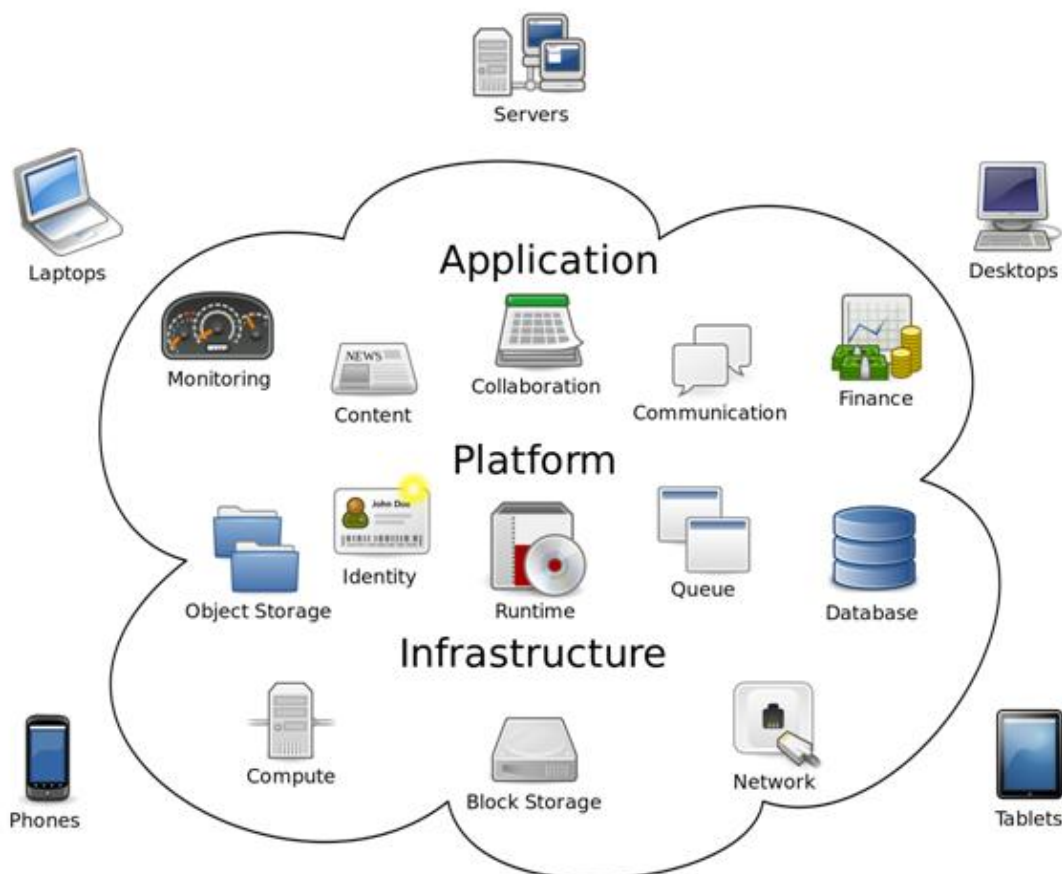 Servers
Laptops
Desktops
Application
Monitoring
NEWS
Content
Collaboration
Communication
Finance
Platform
John Doe
Object Storage
Identity
Runtime
Queue
Database
Infrastructure
Compute
Block Storage
Network
Phones
Tablets